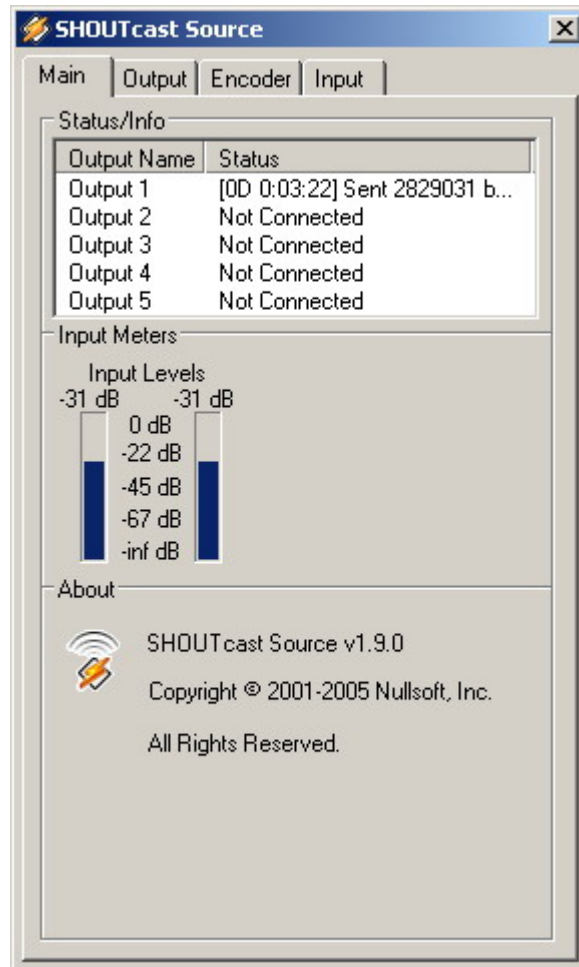 SHOUTcast Source
Main Output Encoder Input
Status/Info
Output Name Status
Output 1 [0D 0:03:22] Sent 2829031 b...
Output 2 Not Connected
Output 3 Not Connected
Output 4 Not Connected
Output 5 Not Connected
Input Meters
Input Levels
-31 dB -31 dB
0 dB
-22 dB
-45 dB
-67 dB
-inf dB
About
SHOUTcast Source v1.9.0
Copyright © 2001-2005 Nullsoft, Inc.
All Rights Reserved.